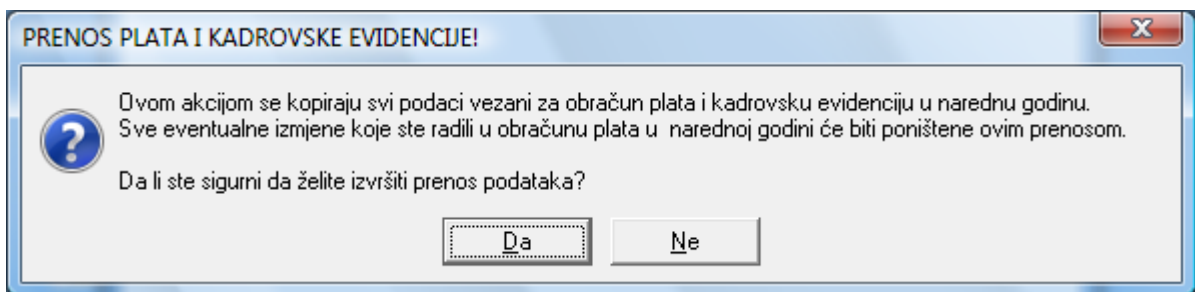 PRENOS PLATA I KADROVSKE EVIDENCIJE!
Ovom akcijom se kopiraju svi podaci vezani za obračun plata i kadrovsku evidenciju u narednu godinu.
Sve eventualne izmjene koje ste radili u obračunu plata u  narednoj godini će biti poništene ovim prenosom.
Da li ste sigurni da želite izvršiti prenos podataka?
Da
Ne